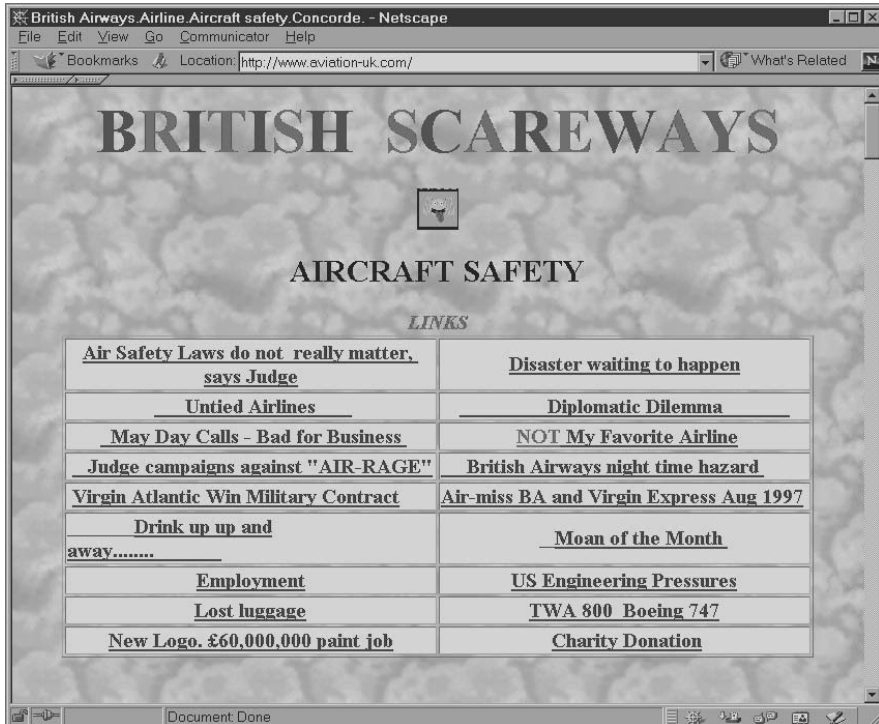 British Airways.Airline.Aircraft safety.Concorde. - Netscape
File Edit View Go Communicator Help
Bookmarks Location: http://www.aviation-uk.com/ What's Related N
BRITISH SCAREWAYS
AIRCRAFT SAFETY
LINKS
Air Safety Laws do not really matter,
says Judge
Disaster waiting to happen
Untied Airlines
Diplomatic Dilemma
May Day Calls - Bad for Business
NOT My Favorite Airline
Judge campaigns against "AIR-RAGE"
British Airways night time hazard
Virgin Atlantic Win Military Contract
Air-miss BA and Virgin Express Aug 1997
Drink up up and
away........
Moan of the Month
Employment
US Engineering Pressures
Lost luggage
TWA 800 Boeing 747
New Logo. £60,000,000 paint job
Charity Donation
Document: Done